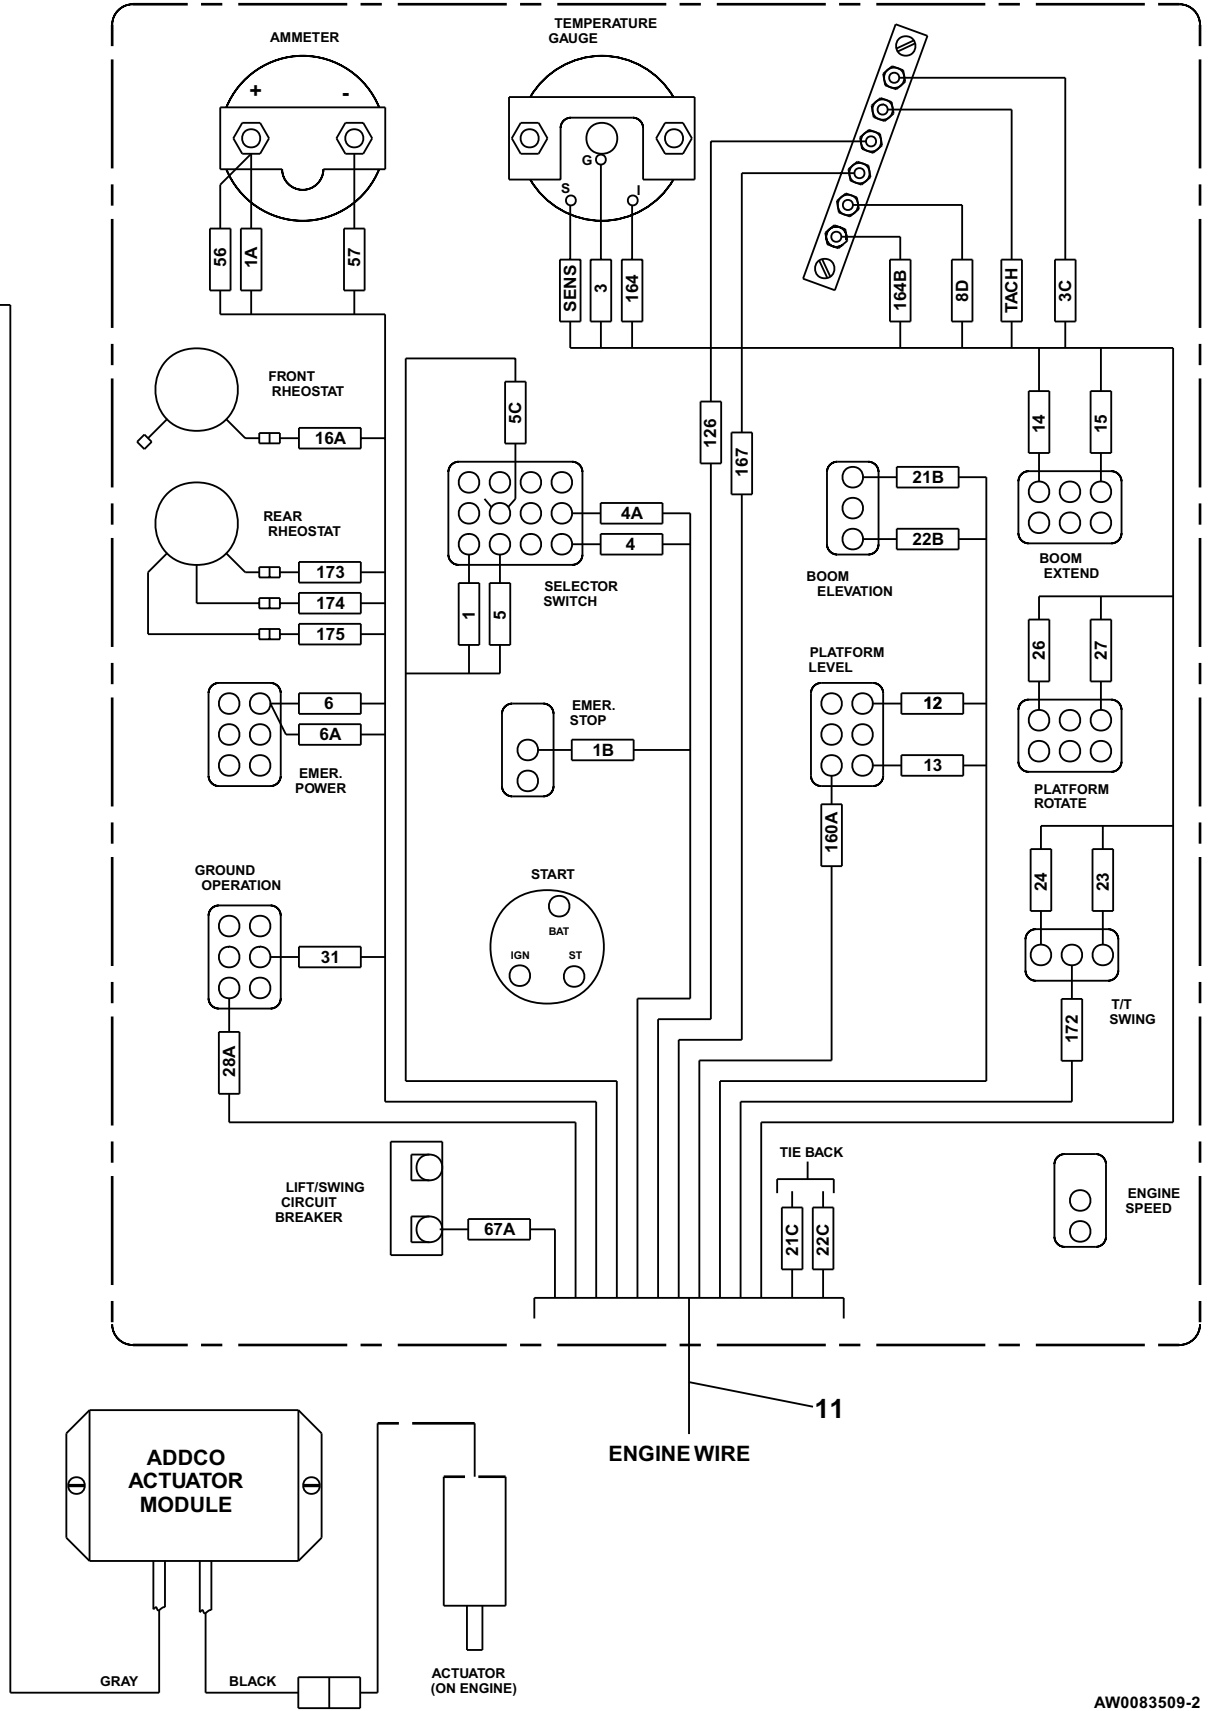 AMMETER
+ -
56
1A
57
TEMPERATURE
GAUGE
G
S
I
SENS
3
164
164B
8D
TACH
3C
FRONT
RHEOSTAT
16A
REAR
RHEOSTAT
173
174
175
5C
4A
4
1
5
SELECTOR
SWITCH
126
167
21B
22B
BOOM
ELEVATION
14
15
BOOM
EXTEND
6
6A
EMER.
POWER
EMER.
STOP
1B
PLATFORM
LEVEL
12
13
160A
26
27
PLATFORM
ROTATE
GROUND
OPERATION
31
28A
START
BAT
IGN
ST
24
23
T/T
SWING
172
LIFT/SWING
CIRCUIT
BREAKER
67A
TIE BACK
21C
22C
ENGINE
SPEED
11
ENGINE WIRE
ADDCO
ACTUATOR
MODULE
GRAY
BLACK
ACTUATOR
(ON ENGINE)
AW0083509-2